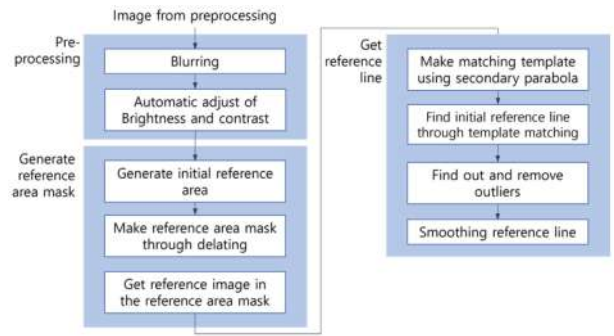 Image from preprocessing
Pre-
processing
Blurring
Automatic adjust of
Brightness and contrast
Generate
reference
area mask
Generate initial reference
area
Make reference area mask
through delating
Get reference image in
the reference area mask
Get
reference
line
Make matching template
using secondary parabola
Find initial reference line
through template matching
Find out and remove
outliers
Smoothing reference line